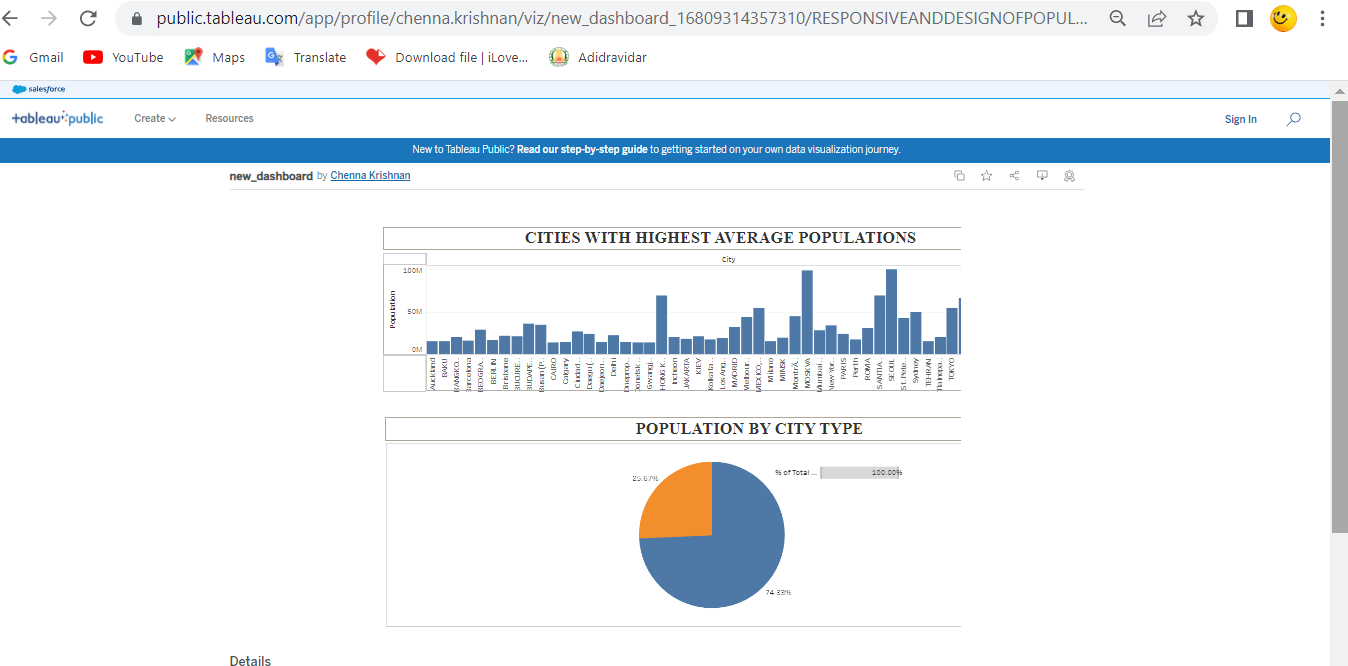 public.tableau.com/app/profile/chenna.krishnan/viz/new_dashboard_16809314357310/RESPONSIVEANDDESIGNOFPOPUL...
Gmail YouTube Maps Translate Download file | iLove... Adidravidar
salesforce
+ableau public Create Resources Sign In
New to Tableau Public? Read our step-by-step guide to getting started on your own data visualization journey.
new_dashboard by Chenna Krishnan
CITIES WITH HIGHEST AVERAGE POPULATIONS
City
Population
100M
50M
0M
Auckland
BAKU
BANGKO..
Barcelona
BEOGRA..
BERLIN
Brisbane
BUCURE..
BUDAPE..
Busan (P..
CAIRO
Calgary
Ciudad ..
Daegu (..
Daejeon ..
Delhi
Dneprop..
Donetsk ..
Gwangj..
HONG K..
Incheon
JAKARTA
KIEV
Kolkata ..
Los Ang..
MADRID
Melbour..
MEXICO,..
Milano
MINSK
MontrÃ..
MOSKVA
Mumbai ..
New Yor..
PARIS
Perth
ROMA
SANTIA..
SEOUL
St. Pete..
Sydney
TEHRAN
TOKYO
POPULATION BY CITY TYPE
% of Total ... 100.00%
25.67%
74.33%
Details